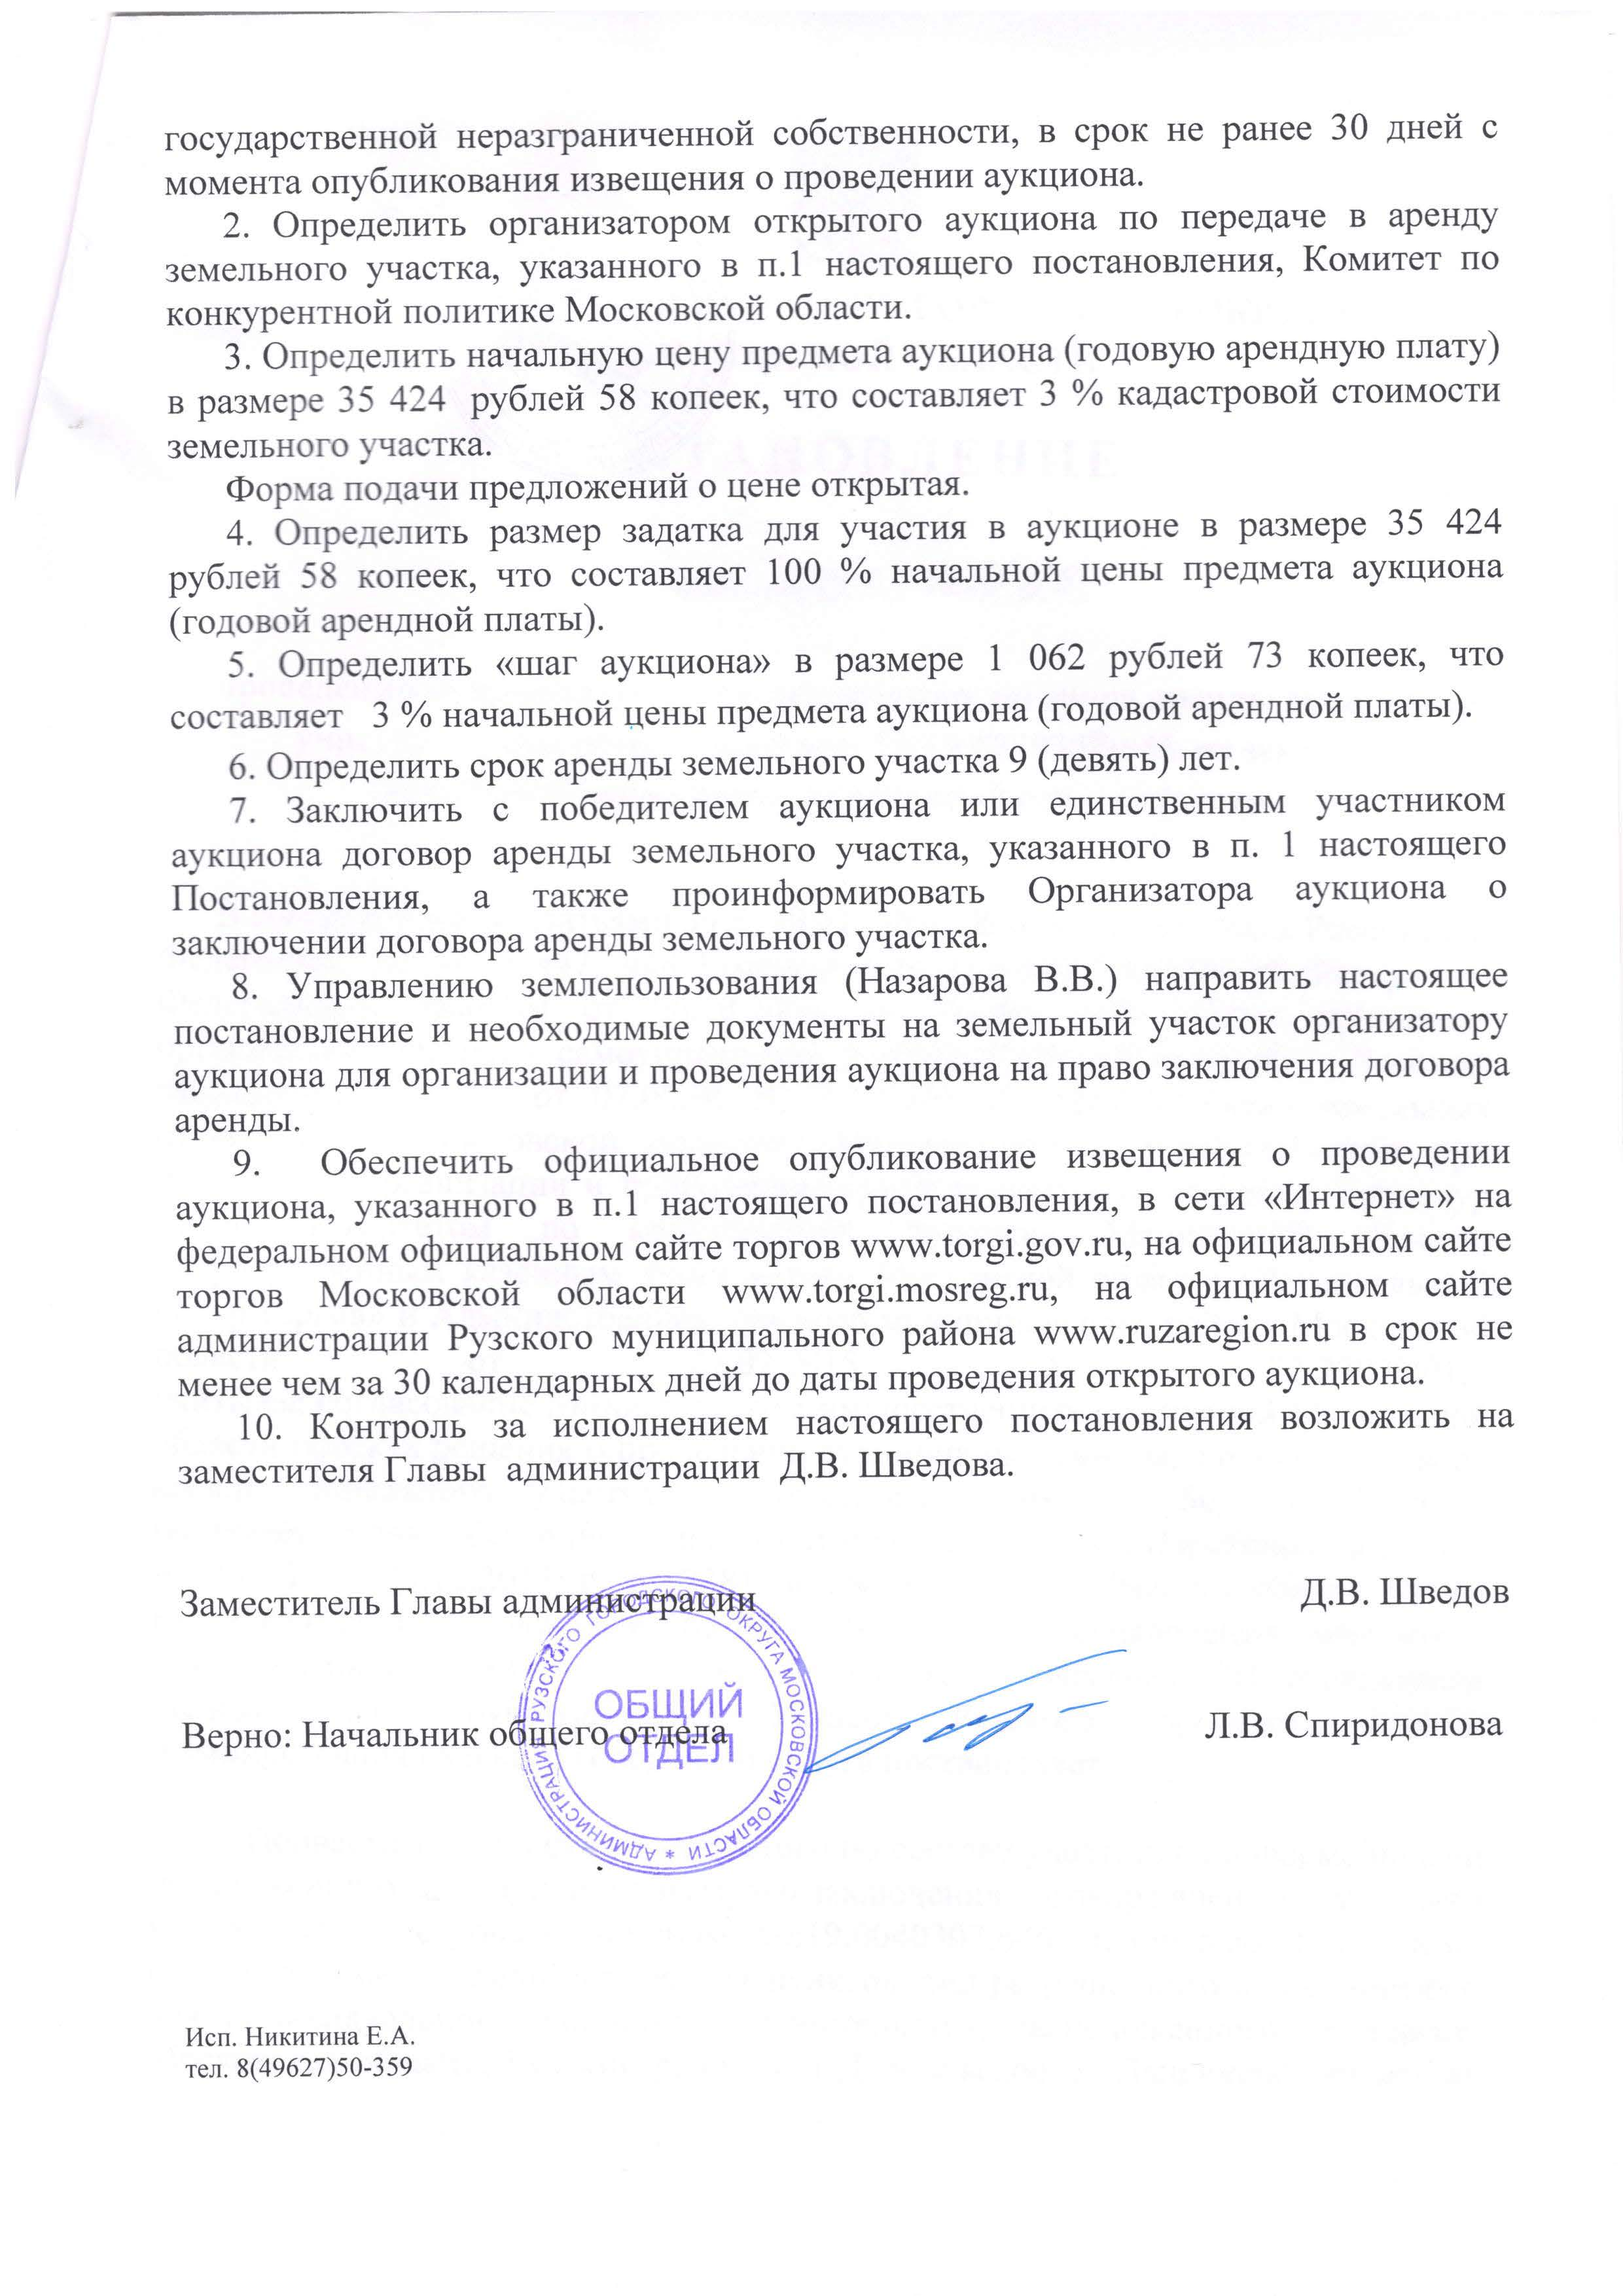 государственной неразграниченной собственности, в срок не ранее 30 дней с
момента опубликования извещения о проведении аукциона.
2. Определить организатором открытого аукциона по передаче в аренду
земельного участка, указанного в п.1 настоящего постановления, Комитет по
конкурентной политике Московской области.
3. Определить начальную цену предмета аукциона (годовую арендную плату)
в размере 35 424 рублей 58 копеек, что составляет 3 % кадастровой стоимости
земельного участка.
Форма подачи предложений о цене открытая.
4. Определить размер задатка для участия в аукционе в размере 35 424
рублей 58 копеек, что составляет 100 % начальной цены предмета аукциона
(годовой арендной платы).
5. Определить «шаг аукциона» в размере 1 062 рублей 73 копеек, что
составляет 3 % начальной цены предмета аукциона (годовой арендной платы).
6. Определить срок аренды земельного участка 9 (девять) лет.
7. Заключить с победителем аукциона или единственным участником
аукциона договор аренды земельного участка, указанного в п. 1 настоящего
Постановления, а также проинформировать Организатора аукциона о
заключении договора аренды земельного участка.
8. Управлению землепользования (Назарова В.В.) направить настоящее
постановление и необходимые документы на земельный участок организатору
аукциона для организации и проведения аукциона на право заключения договора
аренды.
9. Обеспечить официальное опубликование извещения о проведении
аукциона, указанного в п.1 настоящего постановления, в сети «Интернет» на
федеральном официальном сайте торгов www.torgi.gov.ru, на официальном сайте
торгов Московской области www.torgi.mosreg.ru, на официальном сайте
администрации Рузского муниципального района www.ruzaregion.ru в срок не
менее чем за 30 календарных дней до даты проведения открытого аукциона.
10. Контроль за исполнением настоящего постановления возложить на
заместителя Главы администрации Д.В. Шведова.
Заместитель Главы администрации Д.В. Шведов
Верно: Начальник общего отдела Л.В. Спиридонова
АДМИНИСТРАЦИЯ РУЗСКОГО ГОРОДСКОГО ОКРУГА МОСКОВСКОЙ ОБЛАСТИ *
ОБЩИЙ
ОТДЕЛ
Исп. Никитина Е.А.
тел. 8(49627)50-359